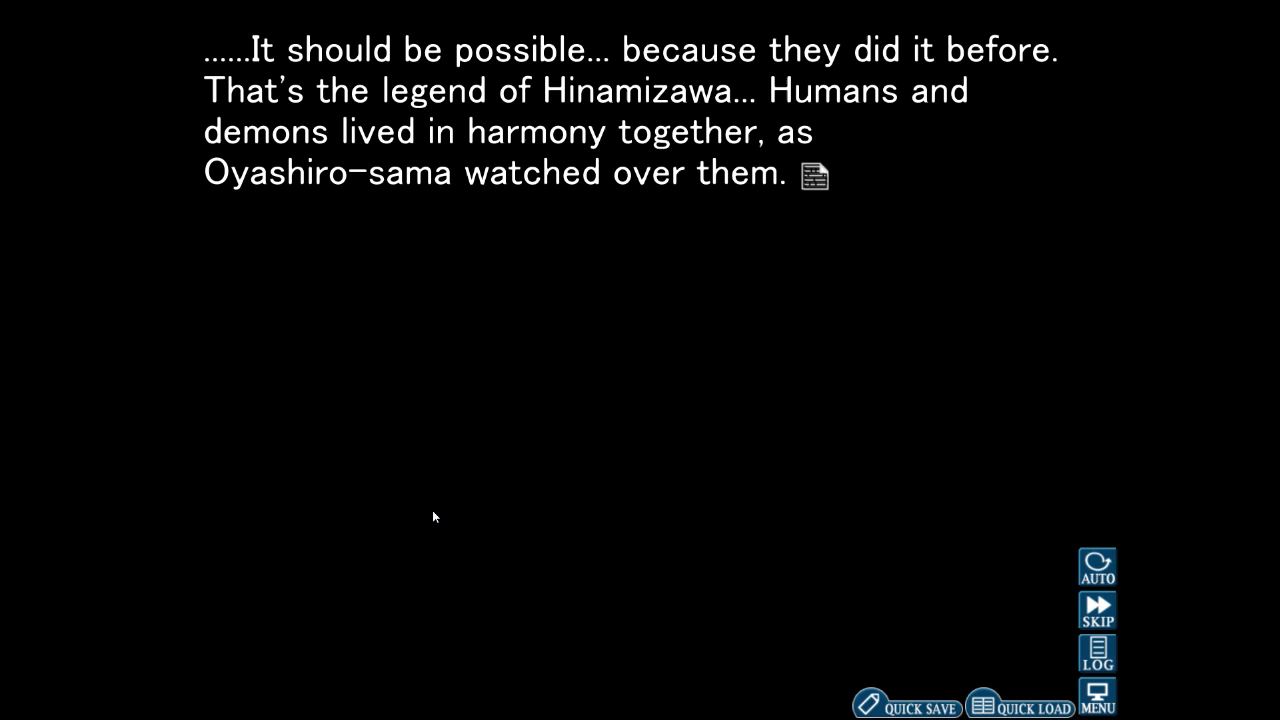 ......It should be possible... because they did it before.
That's the legend of Hinamizawa... Humans and
demons lived in harmony together, as
Oyashiro-sama watched over them.
AUTO
SKIP
LOG
QUICK SAVE
QUICK LOAD
MENU